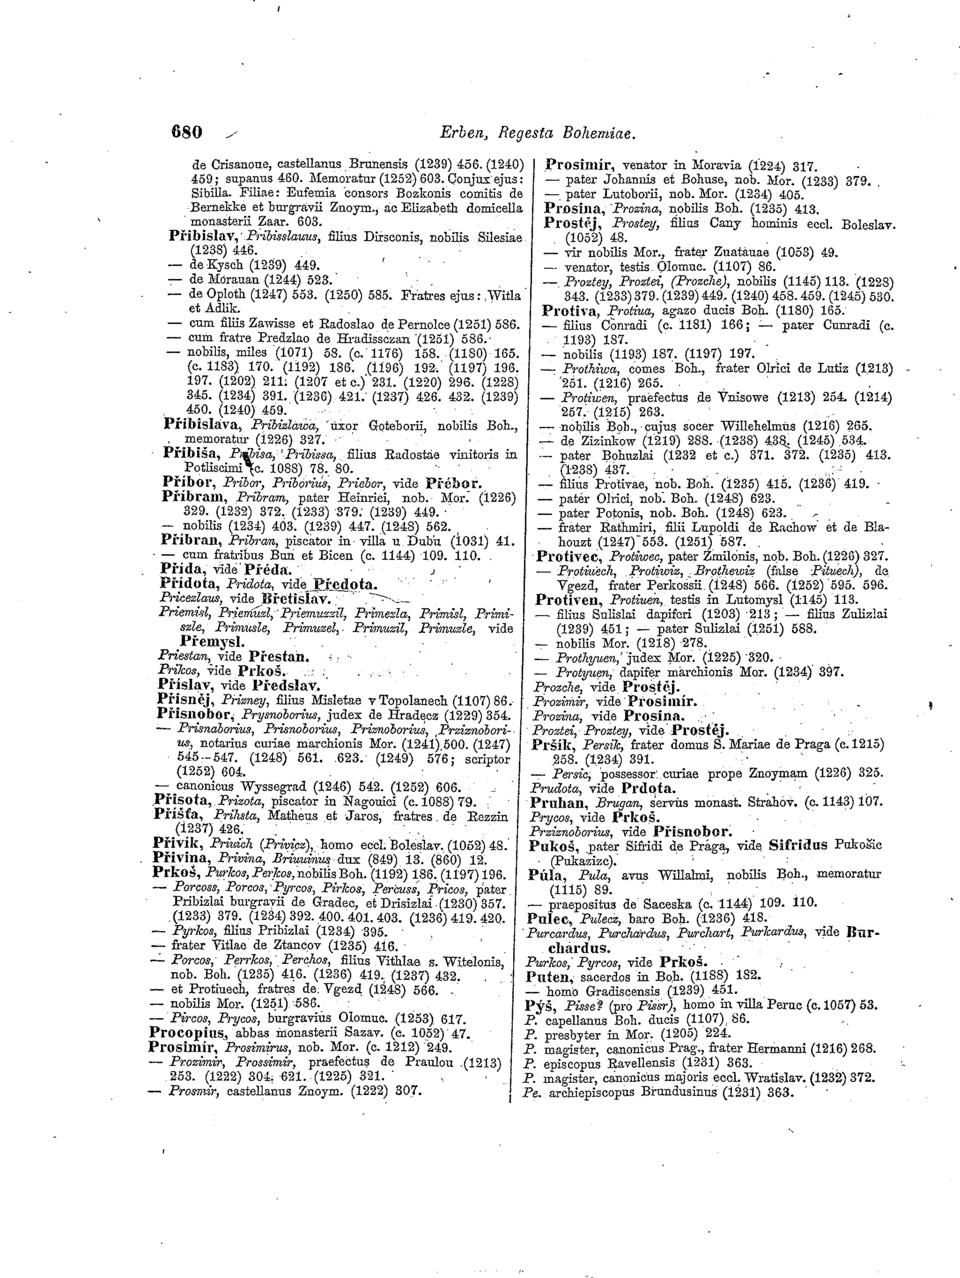 680
Erben, Regesta Bohemiae.
de Crisanoue, castellanus Brunensis (1239) 456. (1240)
459; supanus 460. Memoratur (1252) 603. Conjux ejus:
Sibilla. Filiae: Eufemia consors Bozkonis comitis de
Bernekke et burgravii Znoym., ac Elizabeth domicella
monasterii Zaar. 603.
Přibislav, Pribisslauus, filius Dirsconis, nobilis Silesiae
(1238) 446.
— de Kysch (1239) 449.
— de Morauan (1244) 523.
— de Oploth (1247) 553. (1250) 585. Fratres ejus: Witla
et Adlik.
— cum filiis Zawisse et Radoslao de Pernolce (1251) 586.
— cum fratre Predzlao de Hradissczan (1251) 586.
— nobilis, miles (1071) 58. (c. 1176) 158. (1180) 165.
(c. 1183) 170. (1192) 186. (1196) 192. (1197) 196.
197. (1202) 211. (1207 et c.) 231. (1220) 296. (1228)
345. (1234) 391. (1236) 421. (1237) 426. 432. (1239)
450. (1240) 459.
Přibislava, Pribizlawa, uxor Goteborii, nobilis Boh.,
memoratur (1226) 327.
Přibiša, Pribisa, Pribissa, filius Radostae vinitoris in
Potliscimi (c. 1088) 78. 80.
Příbor, Pribor, Priborius, Priebor, vide Přébor.
Příbram, Pribram, pater Heinriei, nob. Mor. (1226)
329. (1232) 372. (1233) 379. (1239) 449.
— nobilis (1234) 403. (1239) 447. (1248) 562.
Přibran, Pribran, piscator in villa u Dubu (1031) 41.
— cum fratribus Bun et Bicen (c. 1144) 109. 110.
Přída, vide Préda.
Přídota, Pridota, vide Předota.
Pricezlaus, vide Břetislav.
Priemisl, Priemuzl, Priemuzzil, Primezla, Primisl, Primi-
szle, Primusle, Primuzel, Primuzil, Primuzle, vide
Přemysl.
Priestan, vide Přestan.
Prikos, vide Prkoš.
Příslav, vide Předslav.
Přisněj, Prizney, filius Misletae v Topolanech (1107) 86.
Přisnobor, Prysnoborius, judex de Hradecz (1229) 354.
— Prisnaborius, Prisnoborius, Priznoborius, Prziznobori-
us, notarius curiae marchionis Mor. (1241) 500. (1247)
545—547. (1248) 561. 623. (1249) 576; scriptor
(1252) 604.
— canonicus Wyssegrad (1246) 542. (1252) 606.
Přisota, Prizota, piscator in Nagouici (c. 1088) 79.
Příšťa, Prihsta, Matheus et Jaros, fratres de Rezzin
(1237) 426.
Přivík, Priuich (Privicz), homo eccl. Boleslav. (1052) 48.
Přivina, Privina, Briuuinus dux (849) 13. (860) 12.
Prkoš, Purkos, Perkos, nobilis Boh. (1192) 186. (1197) 196.
— Porcoss, Porcos, Pyrcos, Pirkos, Percuss, Pricos, pater
Pribizlai burgravii de Gradec, et Drisizlai (1230) 357.
(1233) 379. (1234) 392. 400. 401. 403. (1236) 419. 420.
— Pyrkos, filius Pribizlai (1234) 395.
— frater Vitlae de Ztancov (1235) 416.
— Porcos, Perrkos, Perchos, filius Vithlae s. Witelonis,
nob. Boh. (1235) 416. (1236) 419. (1237) 432.
— et Protiuech, fratres de Vgezd (1248) 566.
— nobilis Mor. (1251) 586.
— Pircos, Prycos, burgravius Olomuc. (1253) 617.
Procopius, abbas monasterii Sazav. (c. 1052) 47.
Prosimír, Prosimirus, nob. Mor. (c. 1212) 249.
— Prozimir, Prossimir, praefectus de Praulou (1213)
253. (1222) 304. 621. (1225) 321.
— Prosmir, castellanus Znoym. (1222) 307.
Prosimír, venator in Moravia (1224) 317.
— pater Johannis et Bohuse, nob. Mor. (1233) 379.
— pater Lutoborii, nob. Mor. (1234) 405.
Prosina, Prozina, nobilis Boh. (1235) 413.
Prostěj, Prostey, filius Cany hominis eccl. Boleslav.
(1052) 48.
— vir nobilis Mor., frater Znatauae (1053) 49.
— venator, testis Olomuc. (1107) 86.
— Proztey, Proztei, (Prozche), nobilis (1145) 113. (1228)
343. (1233) 379. (1239) 449. (1240) 458. 459. (1245) 530.
Protiva, Protiua, agazo ducis Boh. (1180) 165.
— filius Conradi (c. 1181) 166; — pater Cunradi (c.
1193) 187.
— nobilis (1193) 187. (1197) 197.
— Prothiwa, comes Boh., frater Olrici de Lutiz (1213)
251. (1216) 265.
— Protiwen, praefectus de Vnisowe (1213) 254. (1214)
257. (1215) 263.
— nobilis Boh., cujus socer Willehelmus (1216) 265.
— de Zizinkow (1219) 288. (1238) 438. (1245) 534.
— pater Bohuzlai (1232 et c.) 371. 372. (1235) 413.
(1238) 437.
— filius Protivae, nob. Boh. (1235) 415. (1236) 419.
— pater Olrici, nob. Boh. (1248) 623.
— pater Potonis, nob. Boh. (1248) 623.
— frater Rathmiri, filii Lupoldi de Rachow et de Bla-
houzt (1247) 553. (1251) 587.
Protivec, Protiwec, pater Zmilonis, nob. Boh. (1226) 327.
— Protiuech, Protiwiz, Brothewiz (false Pituech), de
Vgezd, frater Perkossii (1248) 566. (1252) 595. 596.
Protiven, Protiuen, testis in Lutomysl (1145) 113.
— filius Sulislai dapiferi (1203) 213; — filius Zulizlai
(1239) 451; — pater Sulizlai (1251) 588.
— nobilis Mor. (1218) 278.
— Prothyuen, judex Mor. (1225) 320.
— Protyuen, dapifer marchionis Mor. (1234) 397.
Prozche, vide Prostěj.
Prozimir, vide Prosimír.
Prozina, vide Prosina.
Proztei, Proztey, vide Prostěj.
Pršík, Persik, frater domus S. Mariae de Praga (c. 1215)
258. (1234) 391.
— Persic, possessor curiae prope Znoymam (1226) 325.
Prudota, vide Prdota.
Pruhan, Brugan, servus monast. Strahov. (c. 1143) 107.
Prycos, vide Prkoš.
Prziznoborius, vide Přisnobor.
Pukoš, pater Sifridi de Praga, vide Sifridus Pukošic
(Pukazizc).
Púla, Pula, avus Willalmi, nobilis Boh., memoratur
(1115) 89.
— praepositus de Saceska (c. 1144) 109. 110.
Pulec, Pulecz, baro Boh. (1236) 418.
Purcardus, Purchardus, Purchart, Purkardus, vide Bur-
chardus.
Purkos, Pyrcos, vide Prkoš.
Puten, sacerdos in Boh. (1188) 182.
— homo Gradiscensis (1239) 451.
Pýš, Pisse? (pro Pissr), homo in villa Peruc (c. 1057) 53.
P. capellanus Boh. ducis (1107) 86.
P. presbyter in Mor. (1205) 224.
P. magister, canonicus Prag., frater Hermanni (1216) 268.
P. episcopus Ravellensis (1231) 363.
P. magister, canonicus majoris eccl. Wratislav. (1232) 372.
Pe. archiepiscopus Brundusinus (1231) 363.